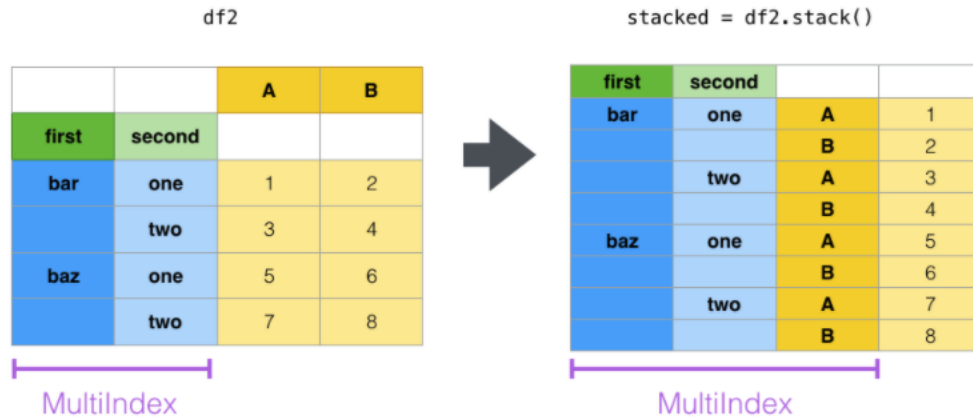 df2
A B
first second
bar one 1 2
two 3 4
baz one 5 6
two 7 8
MultiIndex
stacked = df2.stack()
first second
bar one A 1
B 2
two A 3
B 4
baz one A 5
B 6
two A 7
B 8
MultiIndex